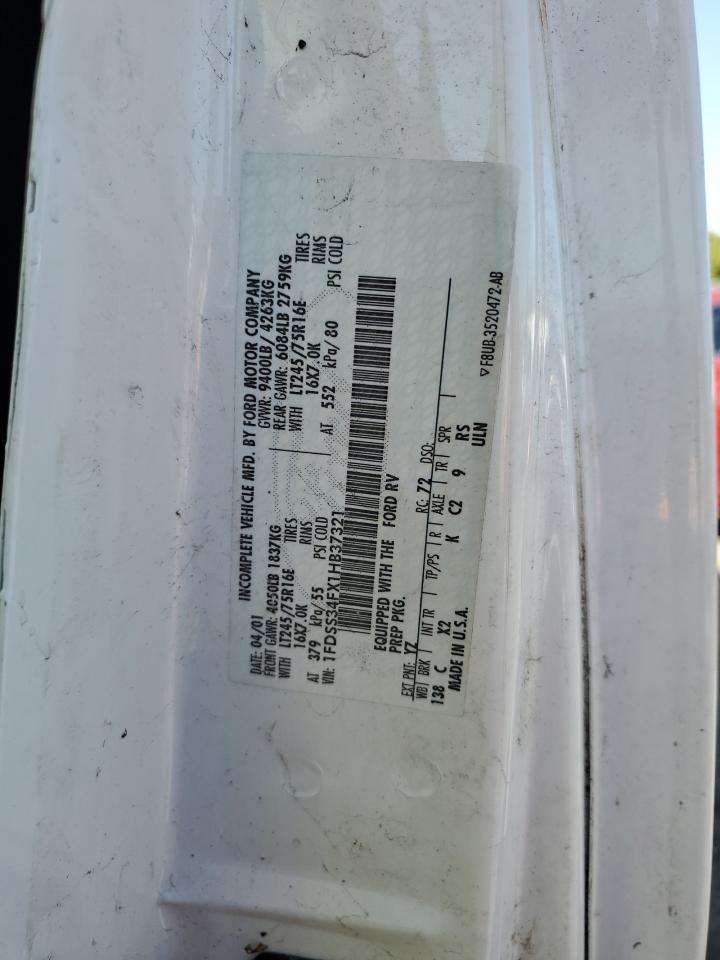 INCOMPLETE VEHICLE MFD. BY FORD MOTOR COMPANY
DATE: 04/01 GVWR: 9400LB/ 4263KG
FRONT GAWR: 4050LB 1837KG REAR GAWR: 6084LB 2759KG
WITH LT245/75R16E TIRES WITH LT245/75R16E TIRES
16X7.0K RIMS 16X7.0K RIMS
AT 379 kPa/55 PSI COLD AT 552 kPa/80 PSI COLD
VIN: 1FDSS34FX1HB37321
EQUIPPED WITH THE FORD RV
PREP PKG.
EXT PNT: YZ RC: 72 DSO:
WB BRK INT TR TP/PS R AXLE TR SPR
138 C X2 K C2 9 RS
MADE IN U.S.A. ULN
▽F8UB-3520472-AB